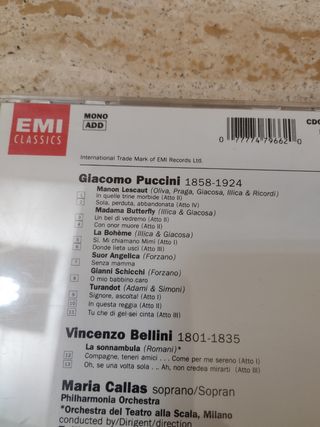 EMI
CLASSICS
MONO
ADD
CDC
0 77774 79662 0
International Trade Mark of EMI Records Ltd.
Giacomo Puccini 1858-1924
Manon Lescaut (Oliva, Praga, Giacosa, Illica & Ricordi)
1 In quelle trine morbide (Atto II)
2 Sola, perduta, abbandonata (Atto IV)
Madama Butterfly (Illica & Giacosa)
3 Un bel dì vedremo (Atto II)
4 Con onor muore (Atto II)
La Bohème (Illica & Giacosa)
5 Sì. Mi chiamano Mimì (Atto I)
6 Donde lieta uscì (Atto III)
Suor Angelica (Forzano)
7 Senza mamma
Gianni Schicchi (Forzano)
8 O mio babbino caro
Turandot (Adami & Simoni)
9 Signore, ascolta! (Atto I)
10 In questa reggia (Atto II)
11 Tu che di gel-sei cinta (Atto III)
Vincenzo Bellini 1801-1835
La sonnambula (Romani)*
12 Compagne, teneri amici . . . Come per me sereno (Atto I)
13 Oh, se una volta sola . . . Ah, non credea mirarti (Atto III)
Maria Callas soprano/Sopran
Philharmonia Orchestra
*Orchestra del Teatro alla Scala, Milano
conducted by/Dirigent/direction